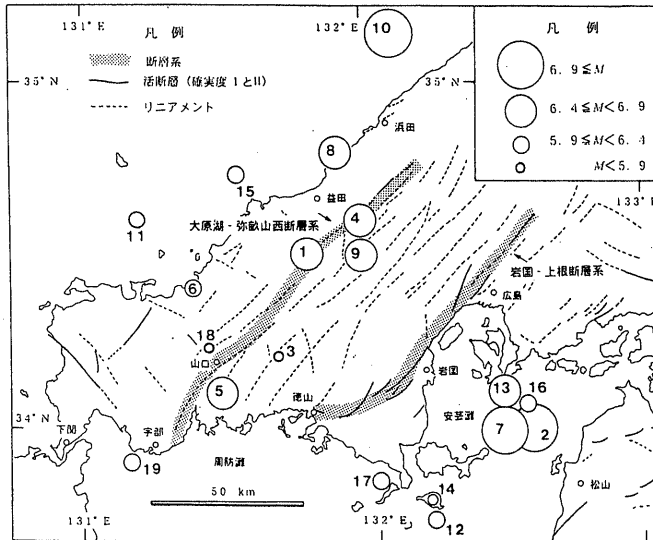 131° E
132° E
10
凡 例
断層系
活断層 (確実度 I とII)
リニアメント
凡 例
6. 9≦M
6. 4≦M<6. 9
5. 9≦M<6. 4
M<5. 9
35° N
35° N
浜田
8
15
益田
133° E
11
大原湖 - 弥畝山西断層系
4
1
9
岩国 - 上根断層系
6
広島
18
3
山口
岩国
13
16
5
徳山
安芸灘
34° N
7
2
下関
宇部
周防灘
19
17
14
松山
50 km
12
131° E
132° E